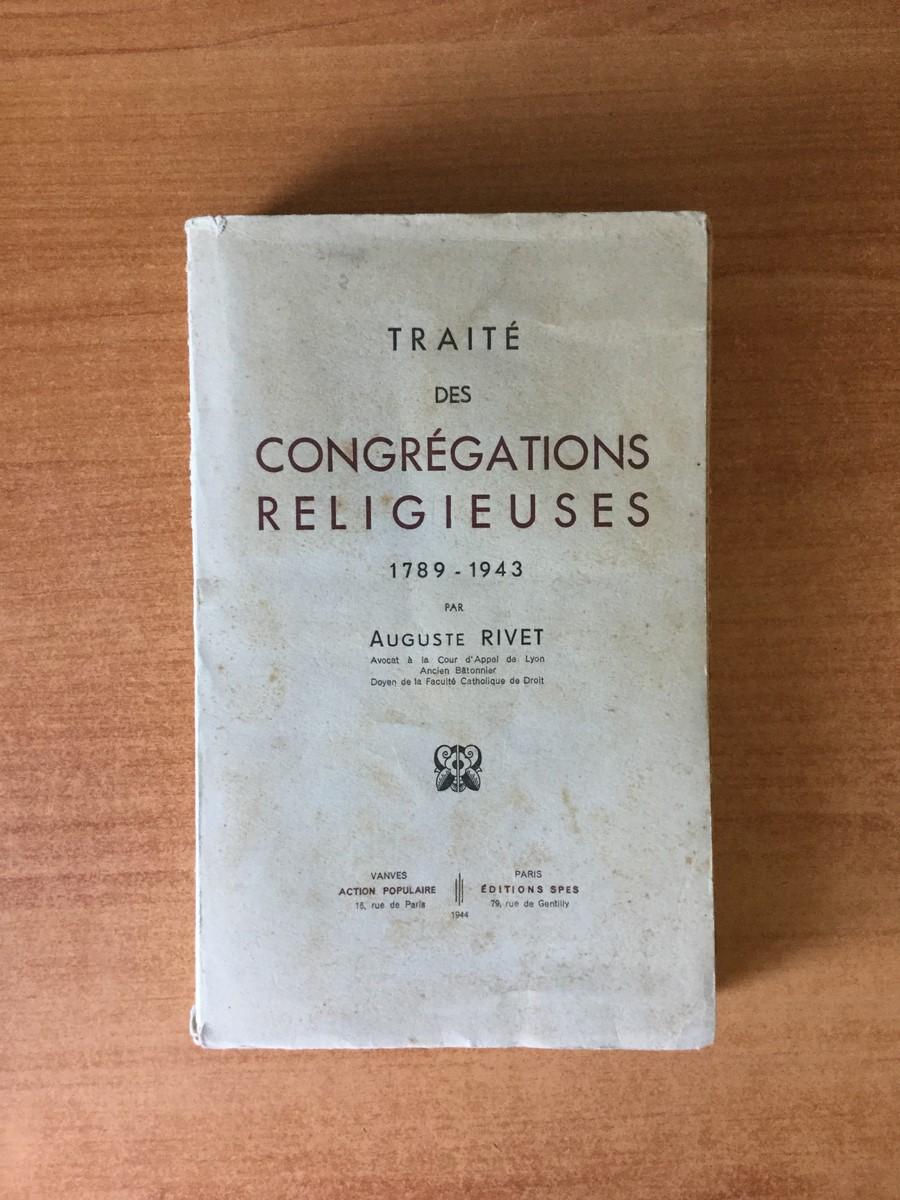 TRAITÉ
DES
CONGRÉGATIONS
RELIGIEUSES
1789 - 1943
PAR
AUGUSTE RIVET
Avocat à la Cour d'Appel de Lyon
Ancien Bâtonnier
Doyen de la Faculté Catholique de Droit
VANVES
ACTION POPULAIRE
16, rue de Paris
PARIS
ÉDITIONS SPES
79, rue de Gentilly
1944